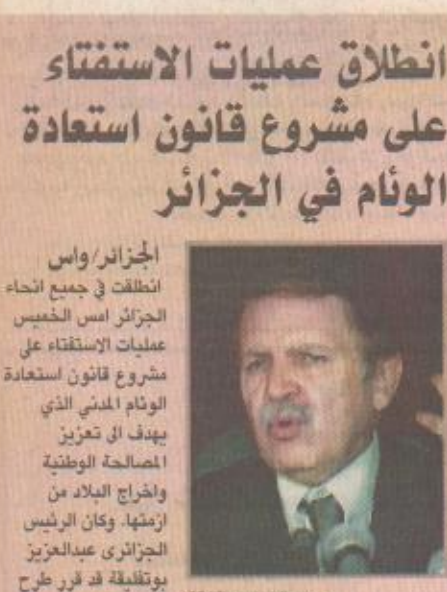 انطلاق عمليات الاستفتاء
على مشروع قانون استعادة
الوئام في الجزائر
الجزائر/واس
انطلقت في جميع انحاء
الجزائر امس الخميس
عمليات الاستفتاء على
مشروع قانون استعادة
الوئام المدني الذي
يهدف الى تعزيز
المصالحة الوطنية
واخراج البلاد من
ازمتها. وكان الرئيس
الجزائرى عبدالعزيز
بوتفليقة قد قرر طرح